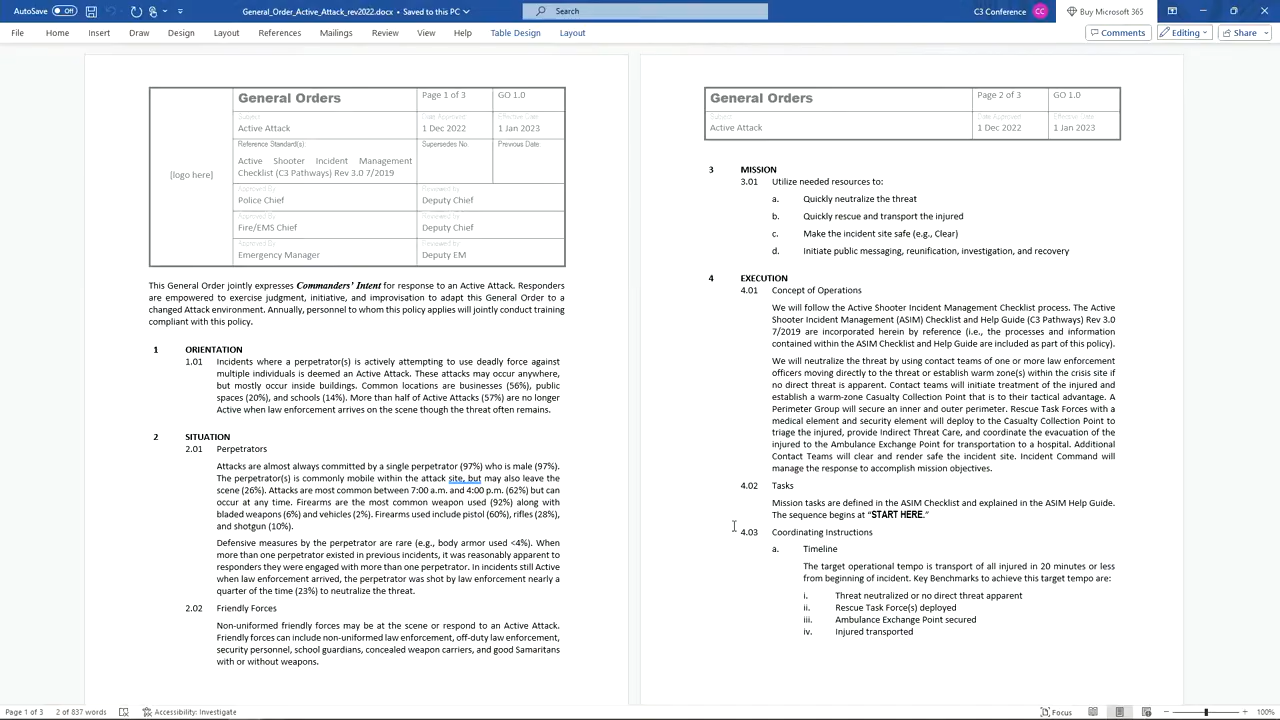 AutoSave Off General_Order_Active_Attack_rev2022.docx • Saved to this PC Search C3 Conference CC Buy Microsoft 365
File Home Insert Draw Design Layout References Mailings Review View Help Table Design Layout Comments Editing Share
General Orders Page 1 of 3 GO 1.0
Subject Date Approved Effective Date
Active Attack 1 Dec 2022 1 Jan 2023
Reference Standard(s) Supersedes No. Previous Date:
Active Shooter Incident Management
Checklist (C3 Pathways) Rev 3.0 7/2019
[logo here]
Approved By Reviewed by
Police Chief Deputy Chief
Approved By Reviewed by
Fire/EMS Chief Deputy Chief
Approved By Reviewed by
Emergency Manager Deputy EM
This General Order jointly expresses Commanders' Intent for response to an Active Attack. Responders
are empowered to exercise judgment, initiative, and improvisation to adapt this General Order to a
changed Attack environment. Annually, personnel to whom this policy applies will jointly conduct training
compliant with this policy.
1 ORIENTATION
1.01 Incidents where a perpetrator(s) is actively attempting to use deadly force against
multiple individuals is deemed an Active Attack. These attacks may occur anywhere,
but mostly occur inside buildings. Common locations are businesses (56%), public
spaces (20%), and schools (14%). More than half of Active Attacks (57%) are no longer
Active when law enforcement arrives on the scene though the threat often remains.
2 SITUATION
2.01 Perpetrators
Attacks are almost always committed by a single perpetrator (97%) who is male (97%).
The perpetrator(s) is commonly mobile within the attack site, but may also leave the
scene (26%). Attacks are most common between 7:00 a.m. and 4:00 p.m. (62%) but can
occur at any time. Firearms are the most common weapon used (92%) along with
bladed weapons (6%) and vehicles (2%). Firearms used include pistol (60%), rifles (28%),
and shotgun (10%).
Defensive measures by the perpetrator are rare (e.g., body armor used <4%). When
more than one perpetrator existed in previous incidents, it was reasonably apparent to
responders they were engaged with more than one perpetrator. In incidents still Active
when law enforcement arrived, the perpetrator was shot by law enforcement nearly a
quarter of the time (23%) to neutralize the threat.
2.02 Friendly Forces
Non-uniformed friendly forces may be at the scene or respond to an Active Attack.
Friendly forces can include non-uniformed law enforcement, off-duty law enforcement,
security personnel, school guardians, concealed weapon carriers, and good Samaritans
with or without weapons.
General Orders Page 2 of 3 GO 1.0
Subject Date Approved Effective Date
Active Attack 1 Dec 2022 1 Jan 2023
3 MISSION
3.01 Utilize needed resources to:
a. Quickly neutralize the threat
b. Quickly rescue and transport the injured
c. Make the incident site safe (e.g., Clear)
d. Initiate public messaging, reunification, investigation, and recovery
4 EXECUTION
4.01 Concept of Operations
We will follow the Active Shooter Incident Management Checklist process. The Active
Shooter Incident Management (ASIM) Checklist and Help Guide (C3 Pathways) Rev 3.0
7/2019 are incorporated herein by reference (i.e., the processes and information
contained within the ASIM Checklist and Help Guide are included as part of this policy).
We will neutralize the threat by using contact teams of one or more law enforcement
officers moving directly to the threat or establish warm zone(s) within the crisis site if
no direct threat is apparent. Contact teams will initiate treatment of the injured and
establish a warm-zone Casualty Collection Point that is to their tactical advantage. A
Perimeter Group will secure an inner and outer perimeter. Rescue Task Forces with a
medical element and security element will deploy to the Casualty Collection Point to
triage the injured, provide Indirect Threat Care, and coordinate the evacuation of the
injured to the Ambulance Exchange Point for transportation to a hospital. Additional
Contact Teams will clear and render safe the incident site. Incident Command will
manage the response to accomplish mission objectives.
4.02 Tasks
Mission tasks are defined in the ASIM Checklist and explained in the ASIM Help Guide.
The sequence begins at “START HERE.”
4.03 Coordinating Instructions
a. Timeline
The target operational tempo is transport of all injured in 20 minutes or less
from beginning of incident. Key Benchmarks to achieve this target tempo are:
i. Threat neutralized or no direct threat apparent
ii. Rescue Task Force(s) deployed
iii. Ambulance Exchange Point secured
iv. Injured transported
Page 1 of 3 2 of 837 words Accessibility: Investigate Focus 100%